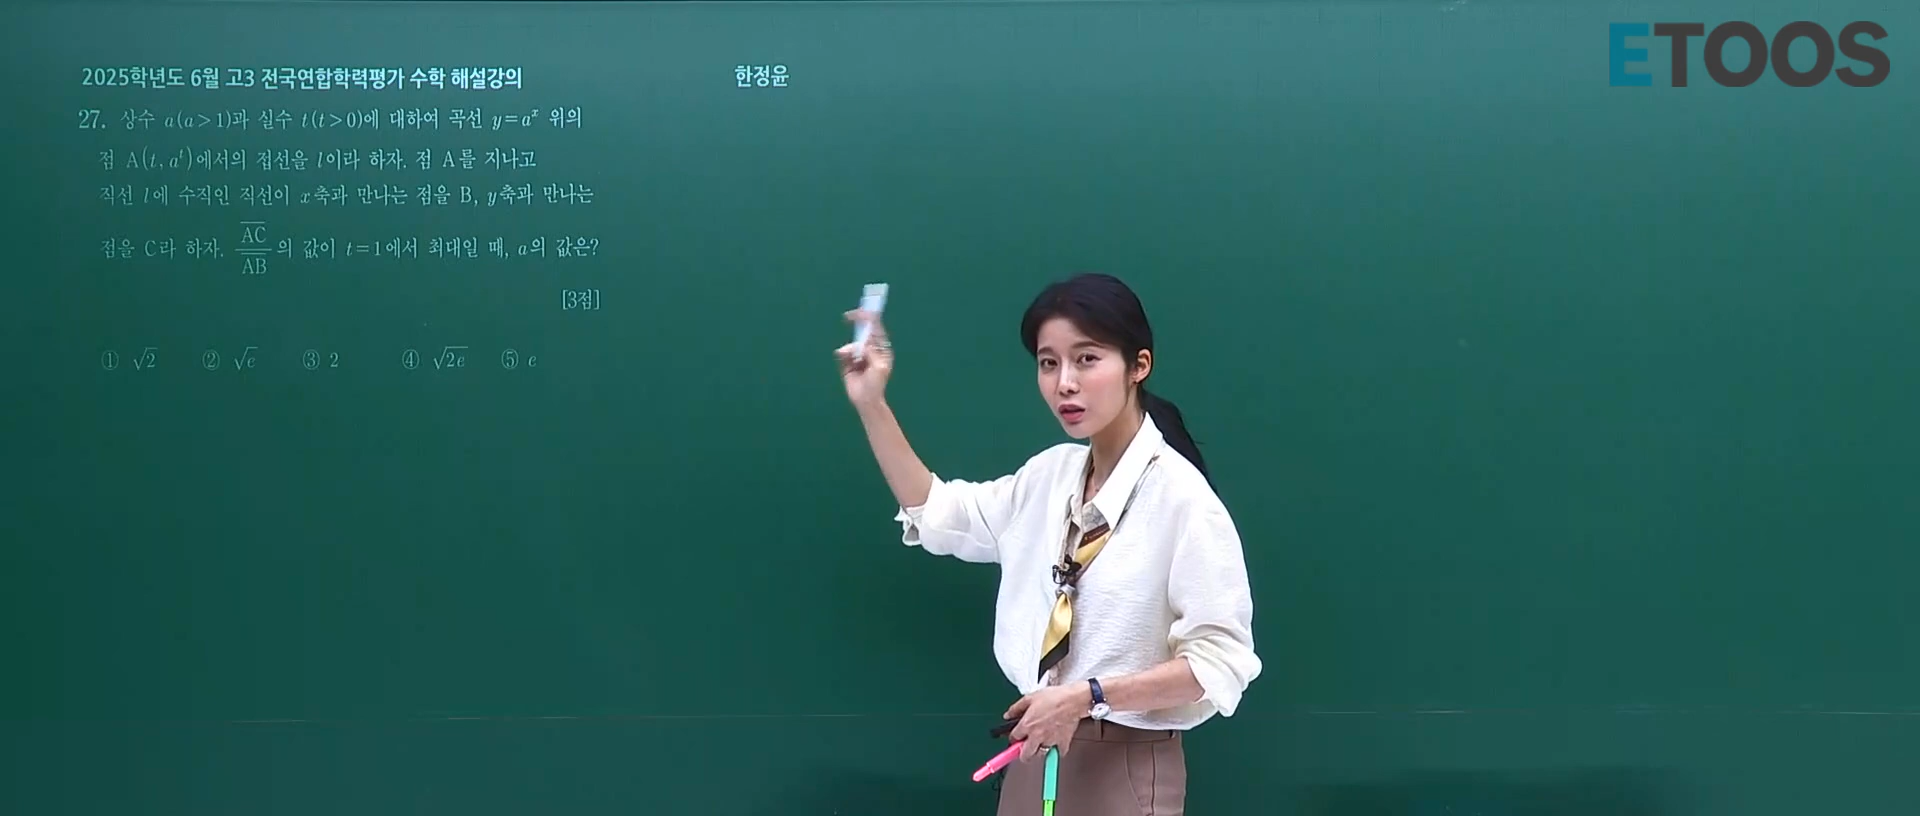 ETOOS
2025학년도 6월 고3 전국연합학력평가 수학 해설강의
한정윤
27. 상수 a(a>1)과 실수 t(t>0)에 대하여 곡선 y=aˣ 위의
점 A(t, aᵗ)에서의 접선을 l이라 하자. 점 A를 지나고
직선 l에 수직인 직선이 x축과 만나는 점을 B, y축과 만나는
점을 C라 하자. AC/AB의 값이 t=1에서 최대일 때, a의 값은?
[3점]
① √2 ② √e ③ 2 ④ √2e ⑤ e